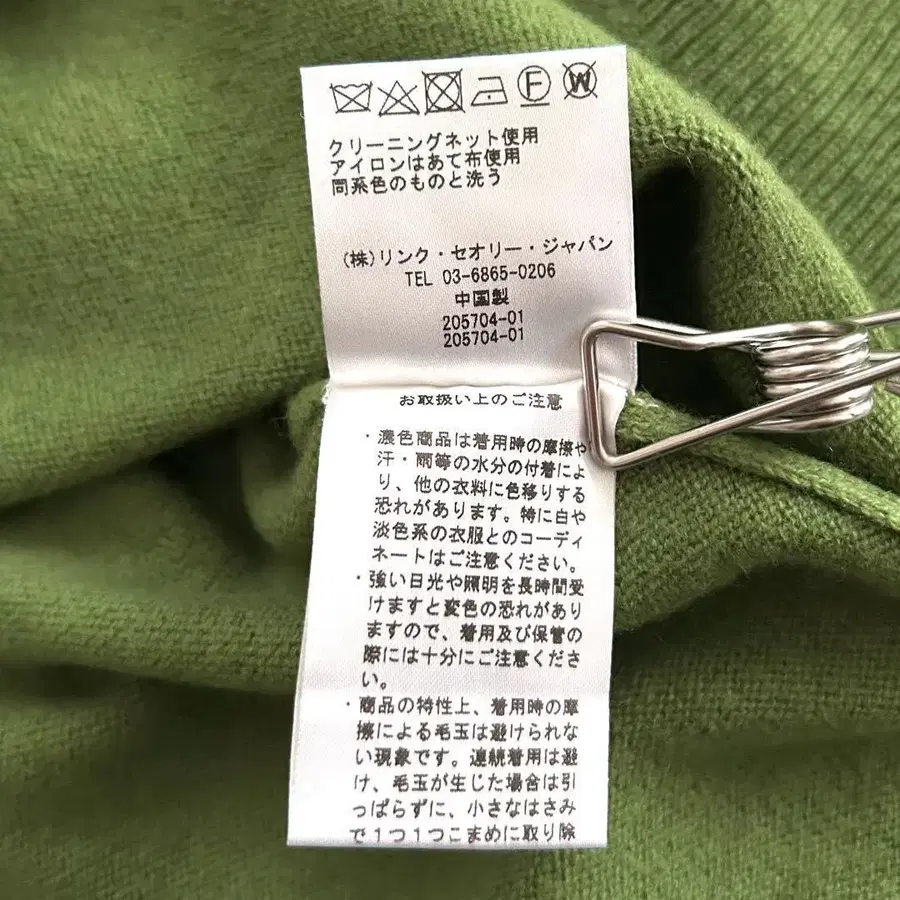 F W
クリーニングネット使用
アイロンはあて布使用
同系色のものと洗う
(株)リンク・セオリー・ジャパン
TEL 03-6865-0206
中国製
205704-01
205704-01
お取扱い上のご注意
・濃色商品は着用時の摩擦や
汗・雨等の水分の付着によ
り、他の衣料に色移りする
恐れがあります。特に白や
淡色系の衣服とのコーディ
ネートはご注意ください。
・強い日光や照明を長時間受
けますと変色の恐れがあり
ますので、着用及び保管の
際には十分にご注意くださ
い。
・商品の特性上、着用時の摩
擦による毛玉は避けられな
い現象です。連続着用は避
け、毛玉が生じた場合は引
っぱらずに、小さなはさみ
で1つ1つこまめに取り除